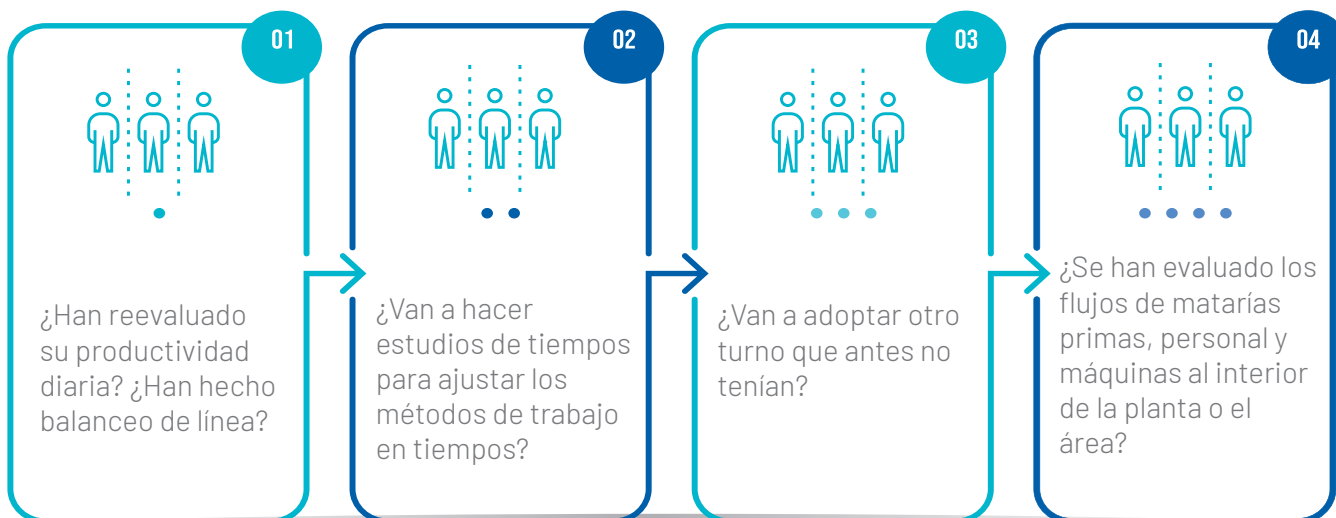 01
¿Han reevaluado
su productividad
diaria? ¿Han hecho
balanceo de línea?
02
¿Van a hacer
estudios de tiempos
para ajustar los
métodos de trabajo
en tiempos?
03
¿Van a adoptar otro
turno que antes no
tenían?
04
¿Se han evaluado los
flujos de matarías
primas, personal y
máquinas al interior
de la planta o el
área?